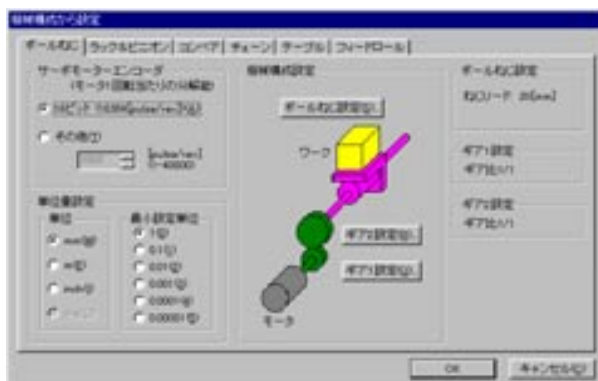 機械構成から設定
ボールねじ ラック&ピニオン コンベア チェーン テーブル フィードロール
サーボモーターエンコーダ
(モータ1回転当たりの分解能)
16ビット
その他(T)
[pulse/rev]
単位量設定
単位
mm
m
inch
最小設定単位
1
0.1
0.01
0.001
0.0001
0.00001
機械構成設定
ボールねじ設定
ワーク
ギア2設定
ギア1設定
モータ
ボールねじ設定
ねじリード
ギア1設定
ギア比1/1
ギア2設定
ギア比1/1
OK
キャンセル(C)